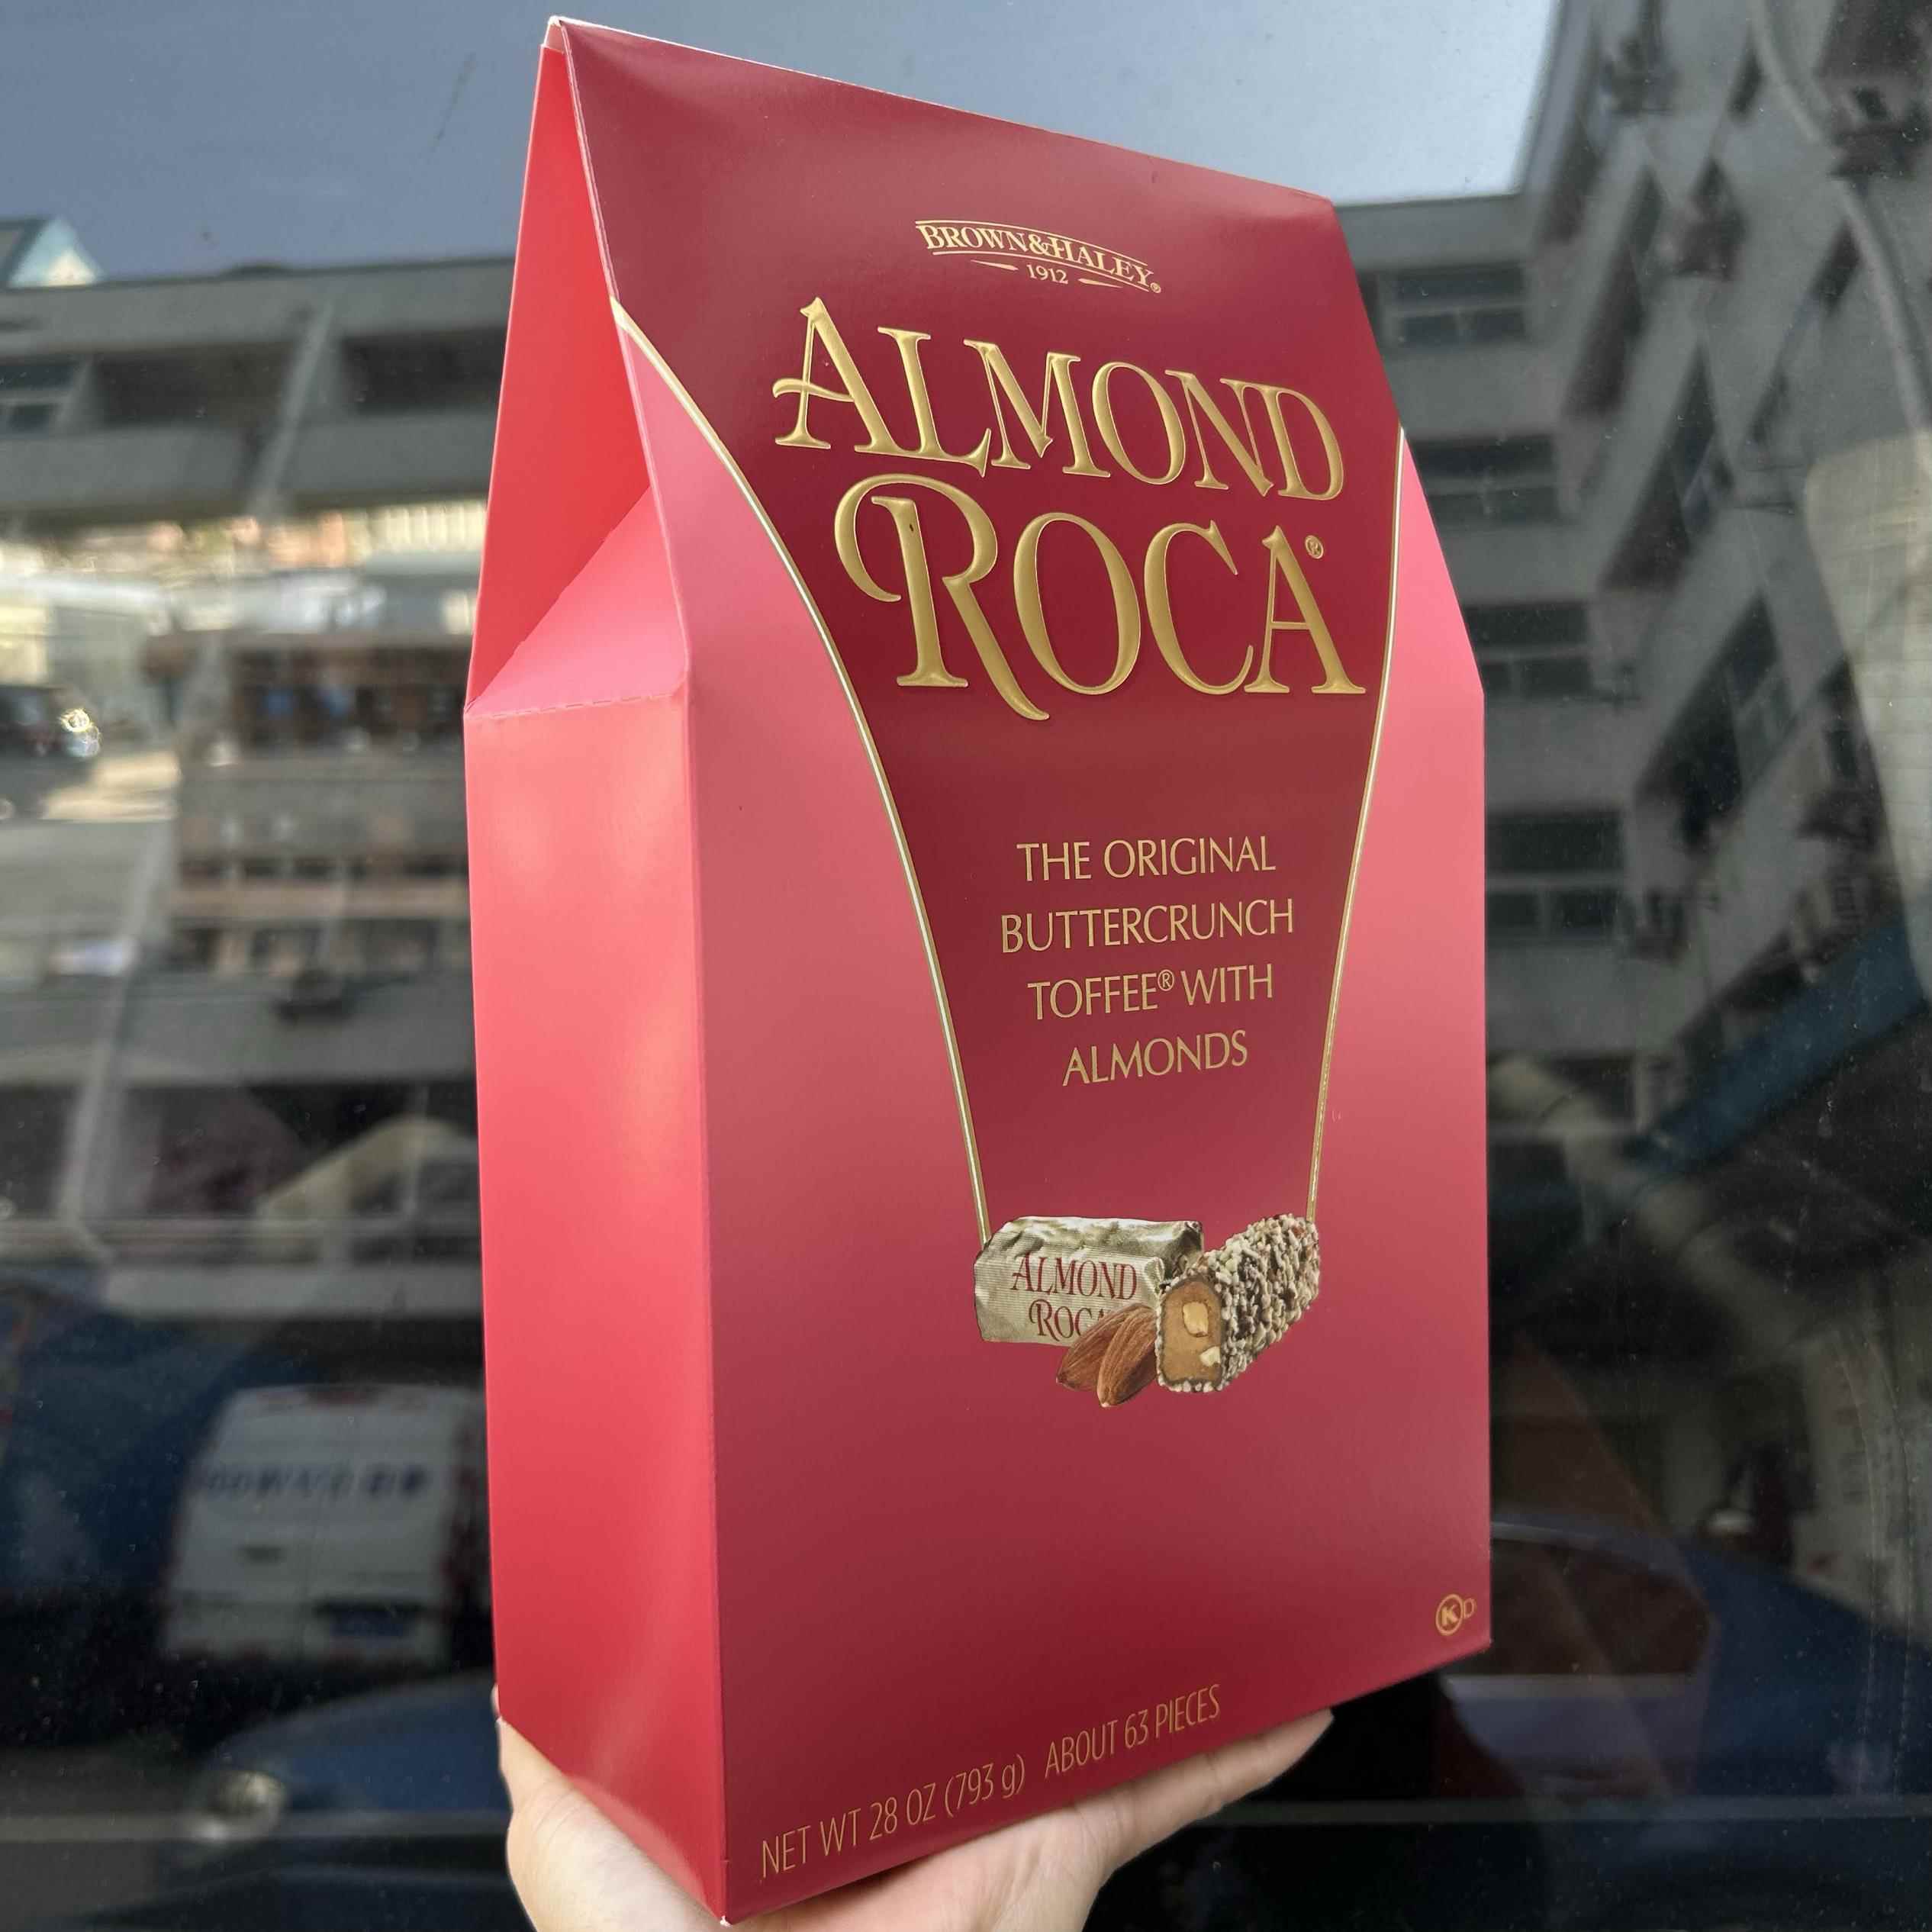 BROWN&HALEY®
1912
ALMOND
ROCA®
THE ORIGINAL
BUTTERCRUNCH
TOFFEE® WITH
ALMONDS
ALMOND
ROCA
K D
NET WT 28 OZ (793 g) ABOUT 63 PIECES